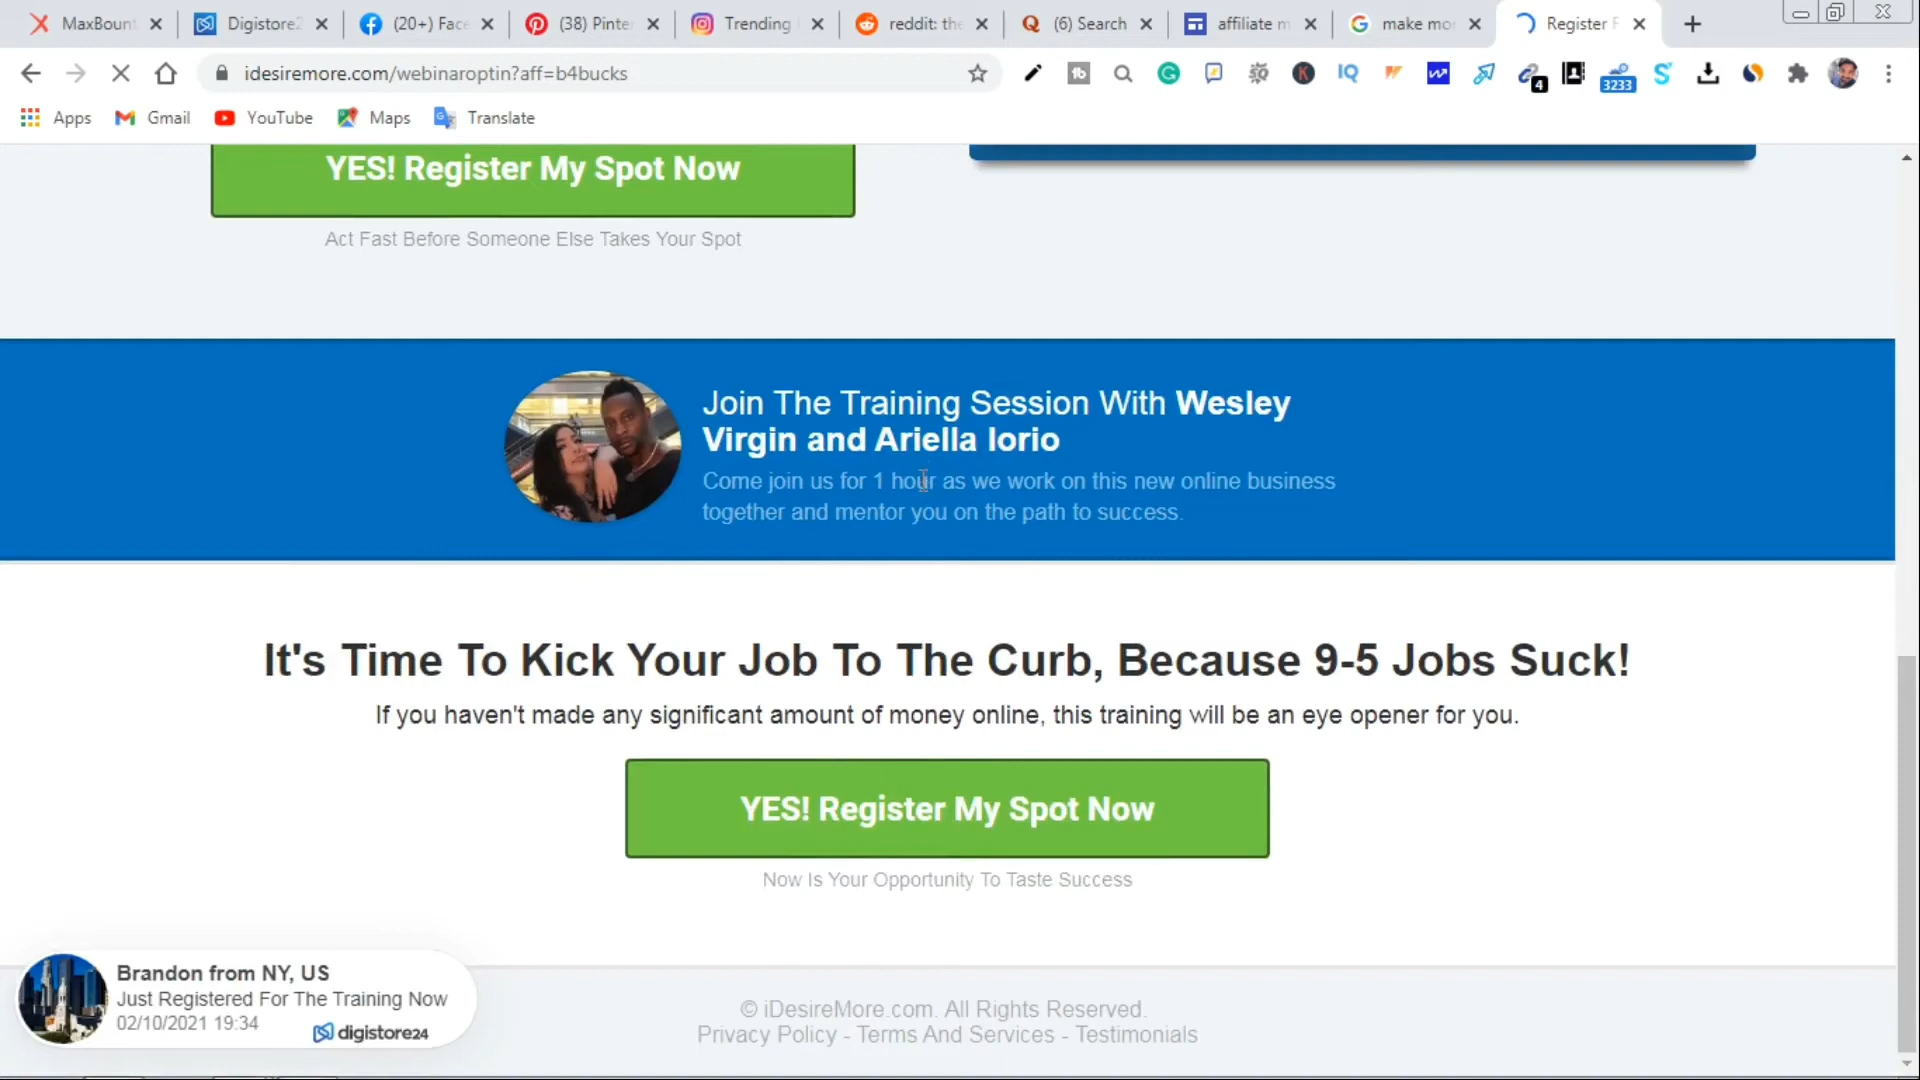 MaxBount
Digistore2
(20+) Face
(38) Pinte
Trending
reddit: the
(6) Search
affiliate m
make mo
Register F
idesiremore.com/webinaroptin?aff=b4bucks
4
3233
Apps
Gmail
YouTube
Maps
Translate
YES! Register My Spot Now
Act Fast Before Someone Else Takes Your Spot
Join The Training Session With Wesley
Virgin and Ariella Iorio
Come join us for 1 hour as we work on this new online business
together and mentor you on the path to success.
It's Time To Kick Your Job To The Curb, Because 9-5 Jobs Suck!
If you haven't made any significant amount of money online, this training will be an eye opener for you.
YES! Register My Spot Now
Now Is Your Opportunity To Taste Success
Brandon from NY, US
Just Registered For The Training Now
02/10/2021 19:34
digistore24
© iDesireMore.com. All Rights Reserved.
Privacy Policy - Terms And Services - Testimonials